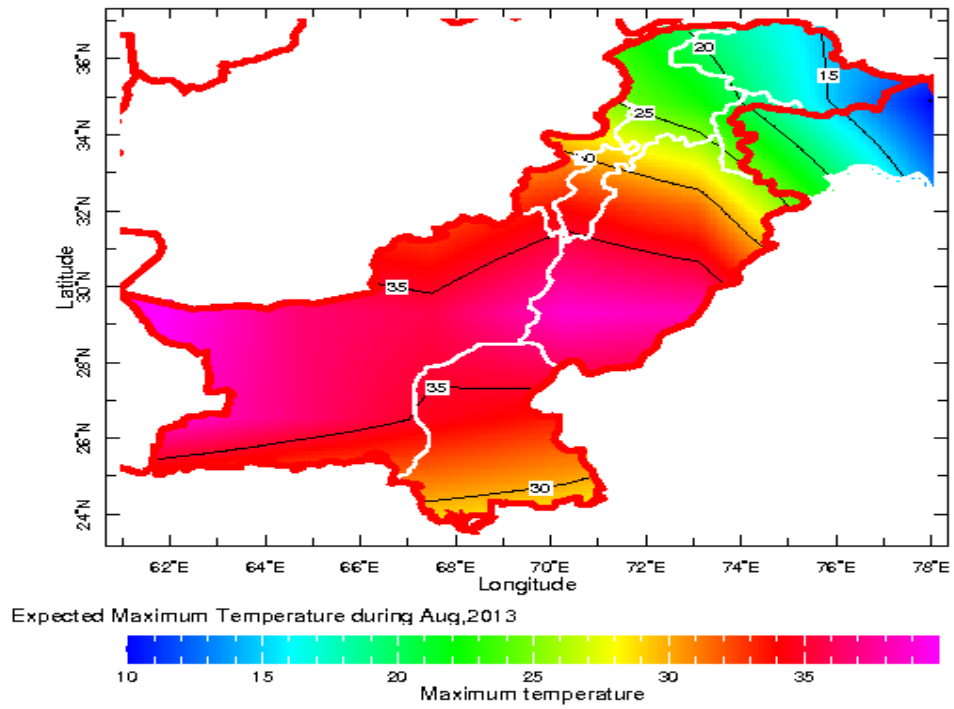 36°N
34°N
32°N
30°N
28°N
26°N
24°N
Latitude
20
15
25
35
35
30
62°E 64°E 66°E 68°E 70°E 72°E 74°E 76°E 78°E
Longitude
Expected Maximum Temperature during Aug,2013
10 15 20 25 30 35
Maximum temperature